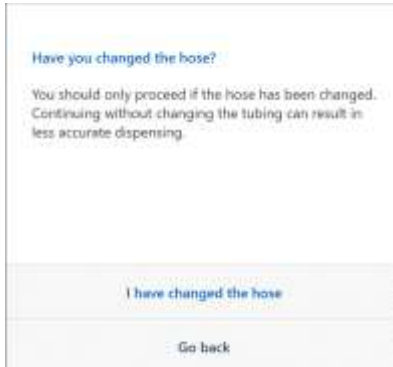 Have you changed the hose?
You should only proceed if the hose has been changed.
Continuing without changing the tubing can result in
less accurate dispensing.
I have changed the hose
Go back